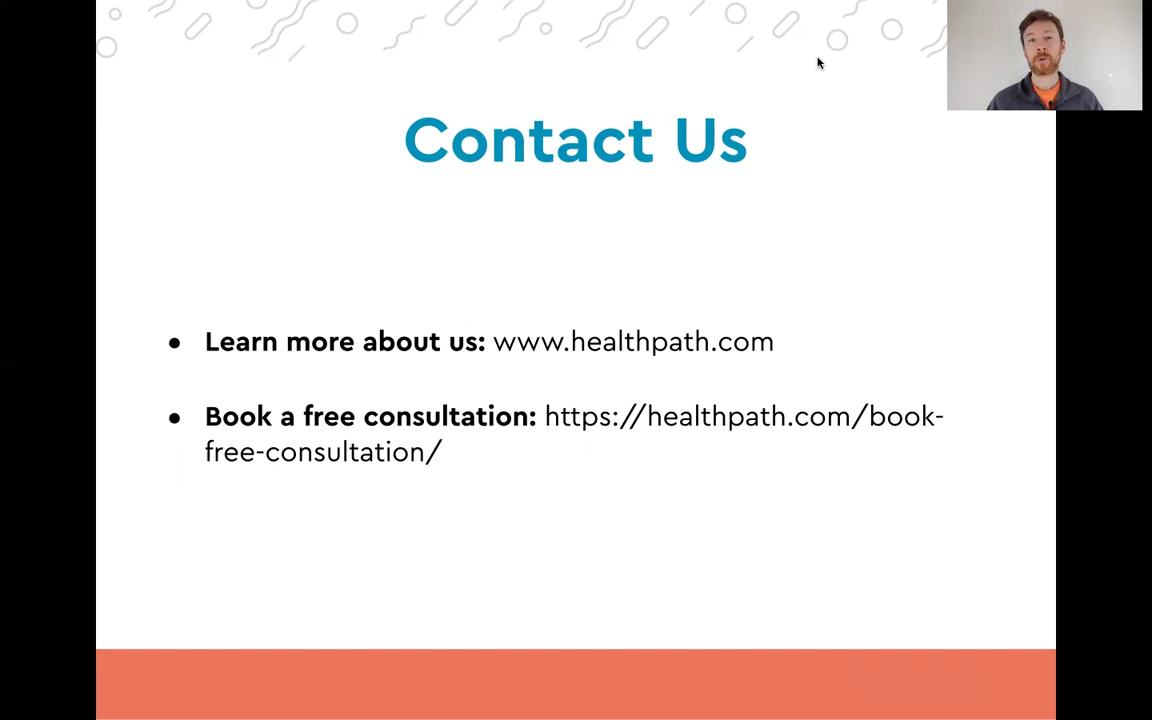 Contact Us
● Learn more about us: www.healthpath.com
● Book a free consultation: https://healthpath.com/book-
free-consultation/